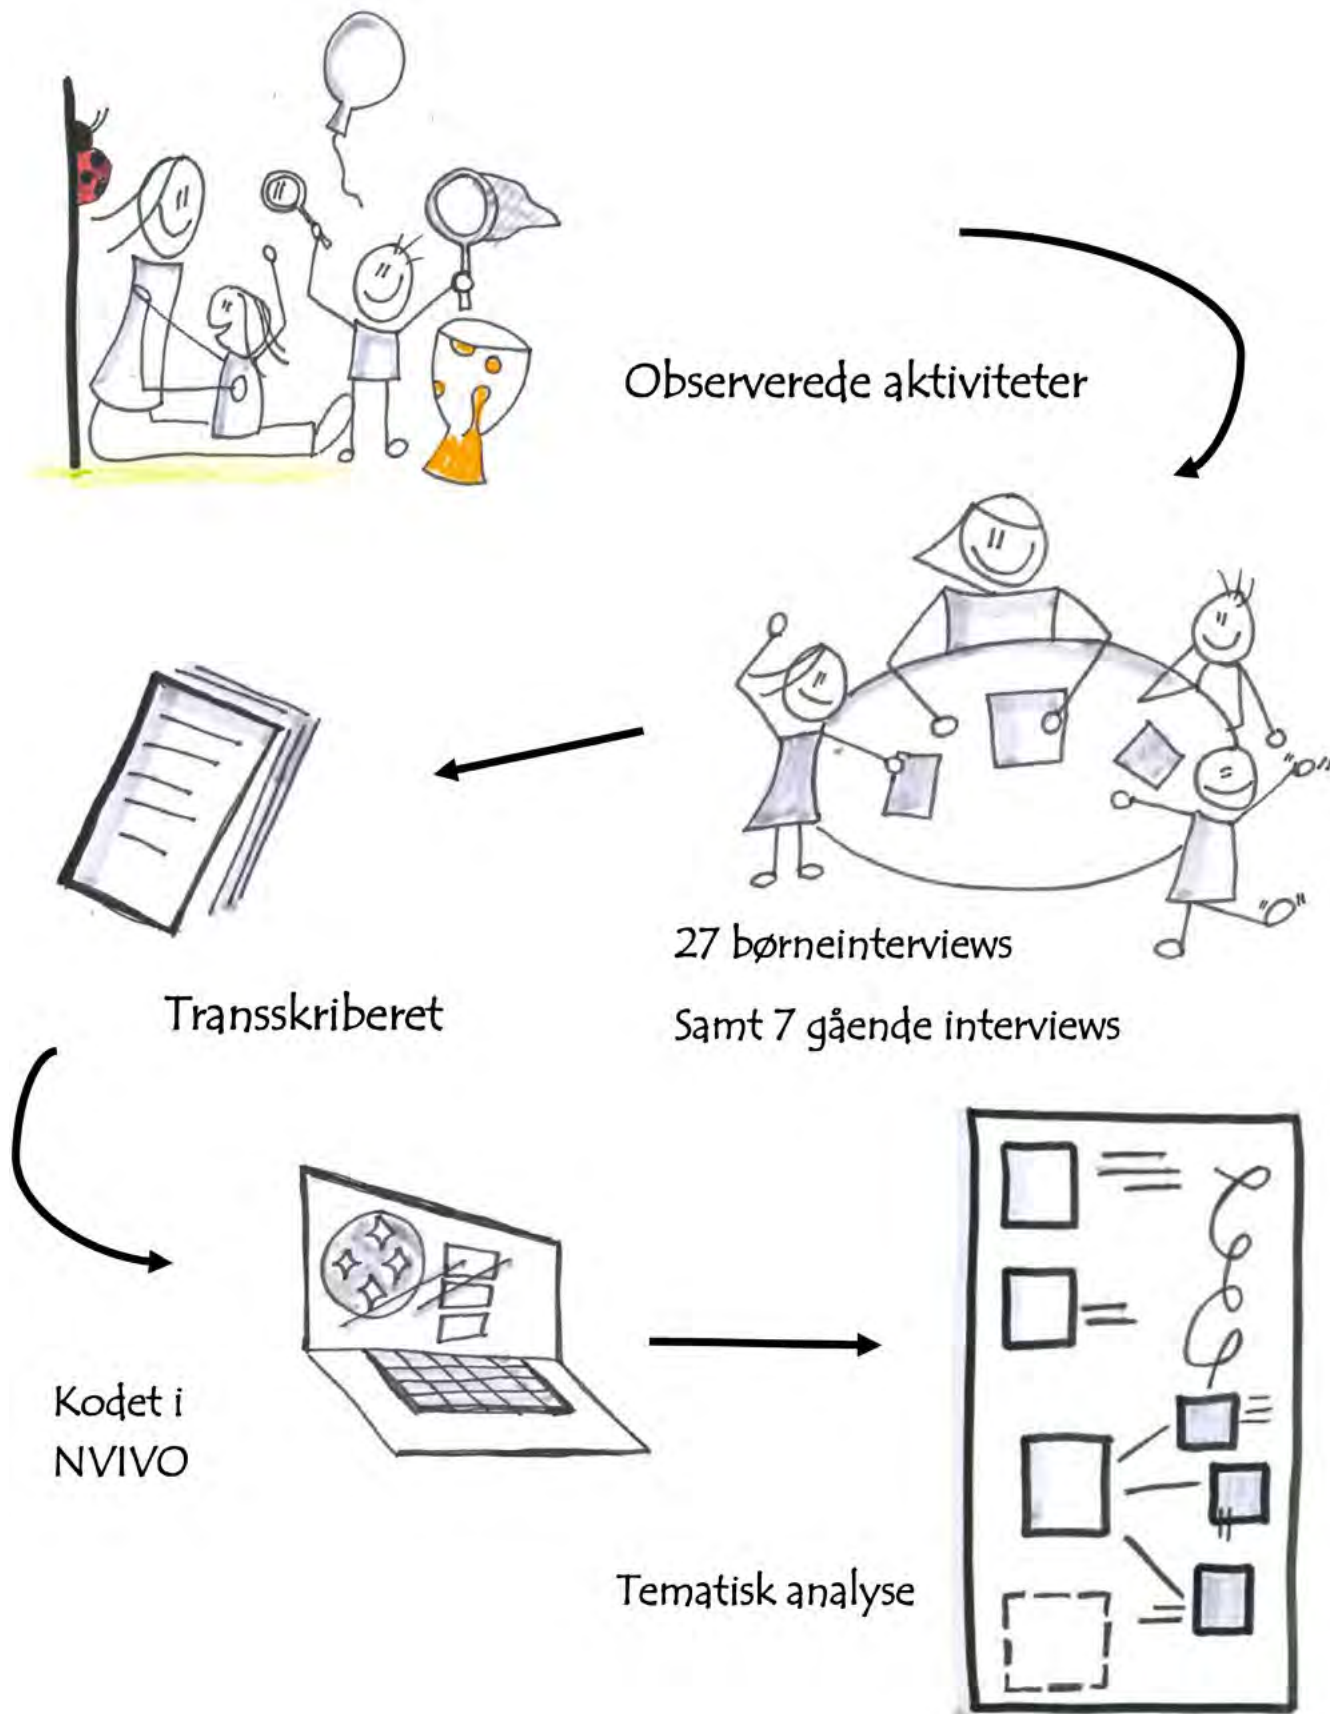 Observerede aktiviteter
27 børneinterviews
Samt 7 gående interviews
Transskriberet
Kodet i
NVIVO
Tematisk analyse